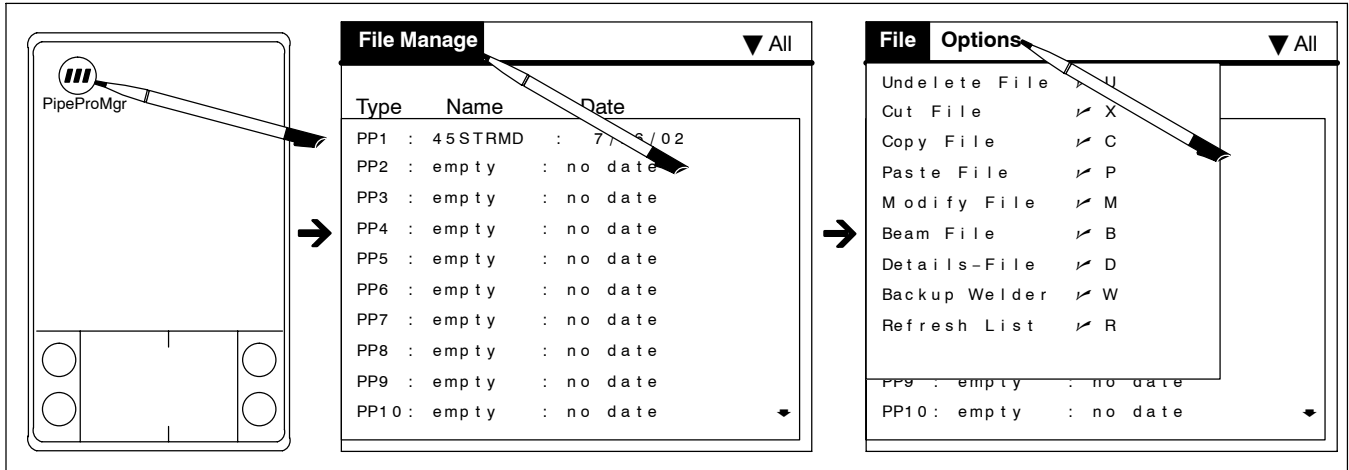 PipeProMgr
File Manage ▼ All
Type Name Date
PP1 : 45STRMD : 7/ 6/02
PP2 : empty : no date
PP3 : empty : no date
PP4 : empty : no date
PP5 : empty : no date
PP6 : empty : no date
PP7 : empty : no date
PP8 : empty : no date
PP9 : empty : no date
PP10: empty : no date
File Options ▼ All
Undelete File U
Cut File X
Copy File C
Paste File P
Modify File M
Beam File B
Details-File D
Backup Welder W
Refresh List R
PP9 : empty : no date
PP10: empty : no date